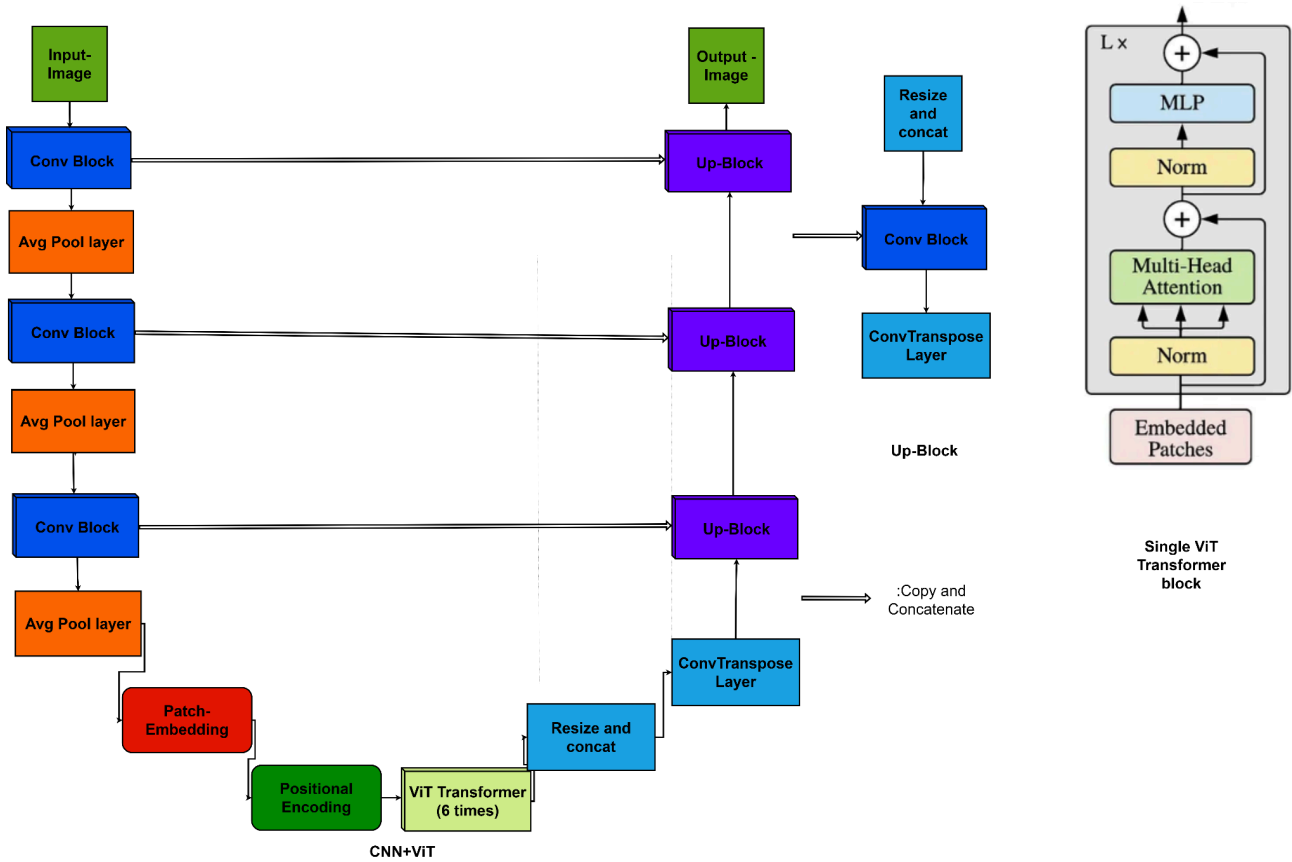 Input-
Image
Conv Block
Avg Pool layer
Conv Block
Avg Pool layer
Conv Block
Avg Pool layer
Patch-
Embedding
Positional
Encoding
ViT Transformer
(6 times)
Resize and
concat
ConvTranspose
Layer
Up-Block
Up-Block
Up-Block
Output -
Image
CNN+ViT
Resize
and
concat
Conv Block
ConvTranspose
Layer
Up-Block
:Copy and
Concatenate
L ×
+
MLP
Norm
+
Multi-Head
Attention
Norm
Embedded
Patches
Single ViT
Transformer
block